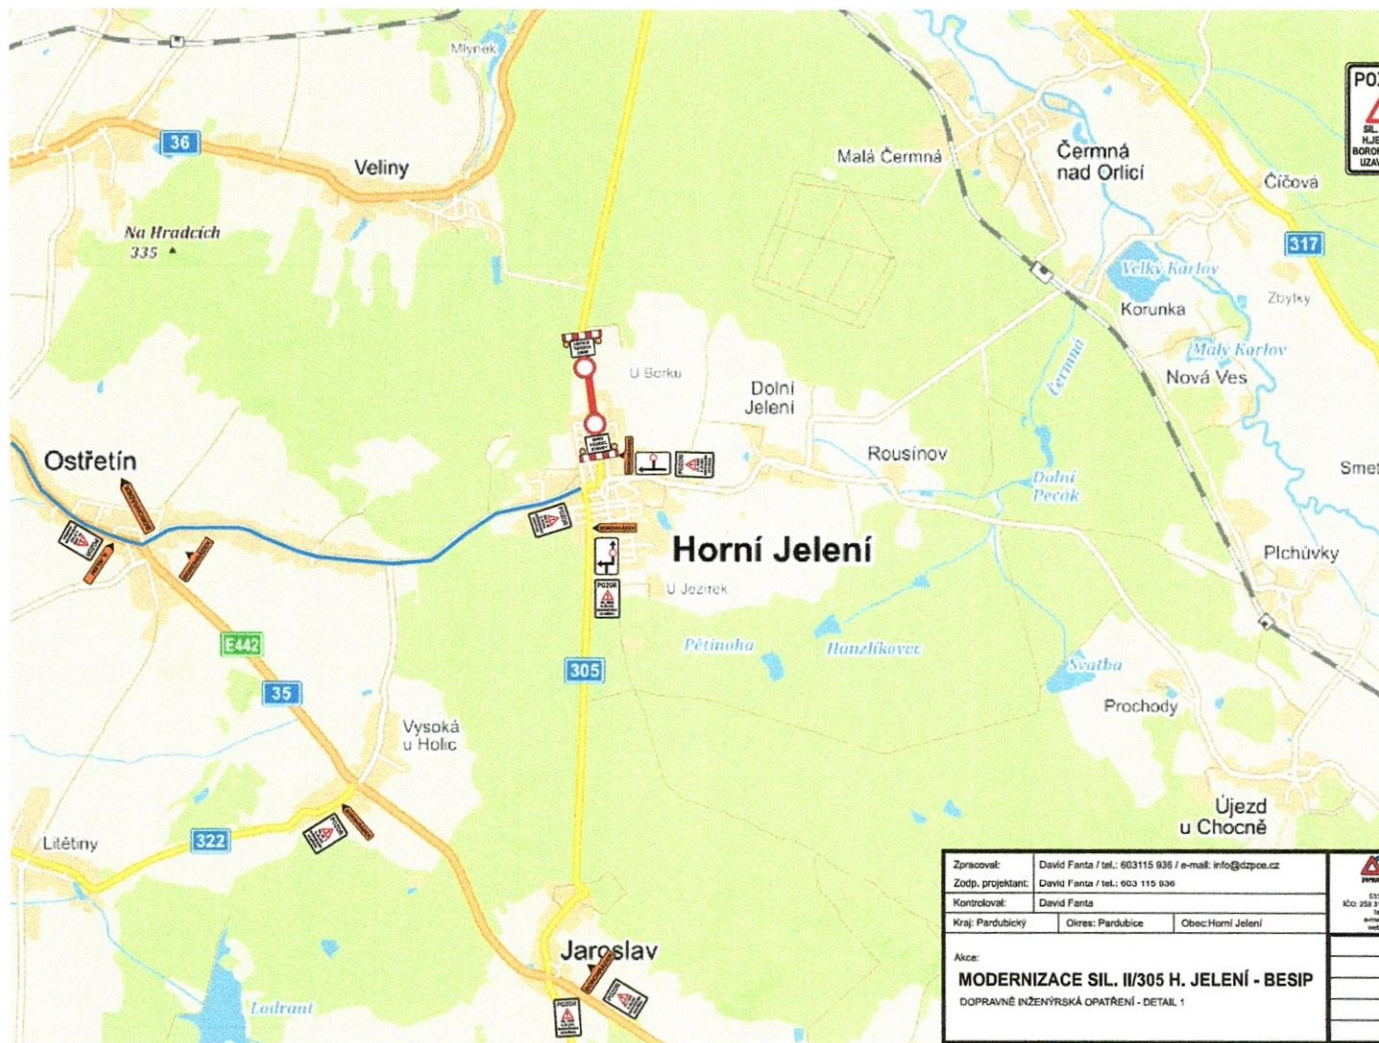 Mlýnek
36
Veliny
Na Hradcích
335
Malá Čermná
Čermná
nad Orlicí
Číčová
317
Velký Karlov
Korunka
Zbytky
Malý Karlov
Nová Ves
Čermná
U Borku
Dolní
Jelení
Rousínov
Dolní
Pecák
Ostřetín
Horní Jelení
U Jezírek
Plchůvky
E442
35
305
Pětinoha
Hanzlíkovec
Svatba
Prochody
Vysoká
u Holic
Újezd
u Chocně
322
Litětiny
Jaroslav
Lodrant
POZOR
Zpracoval: David Fanta / tel.: 603115 936 / e-mail: info@dzpce.cz
Zodp. projektant: David Fanta / tel.: 603 115 936
Kontroloval: David Fanta
Kraj: Pardubický Okres: Pardubice Obec:Horní Jelení
Akce:
MODERNIZACE SIL. II/305 H. JELENÍ - BESIP
DOPRAVNĚ INŽENÝRSKÁ OPATŘENÍ - DETAIL 1